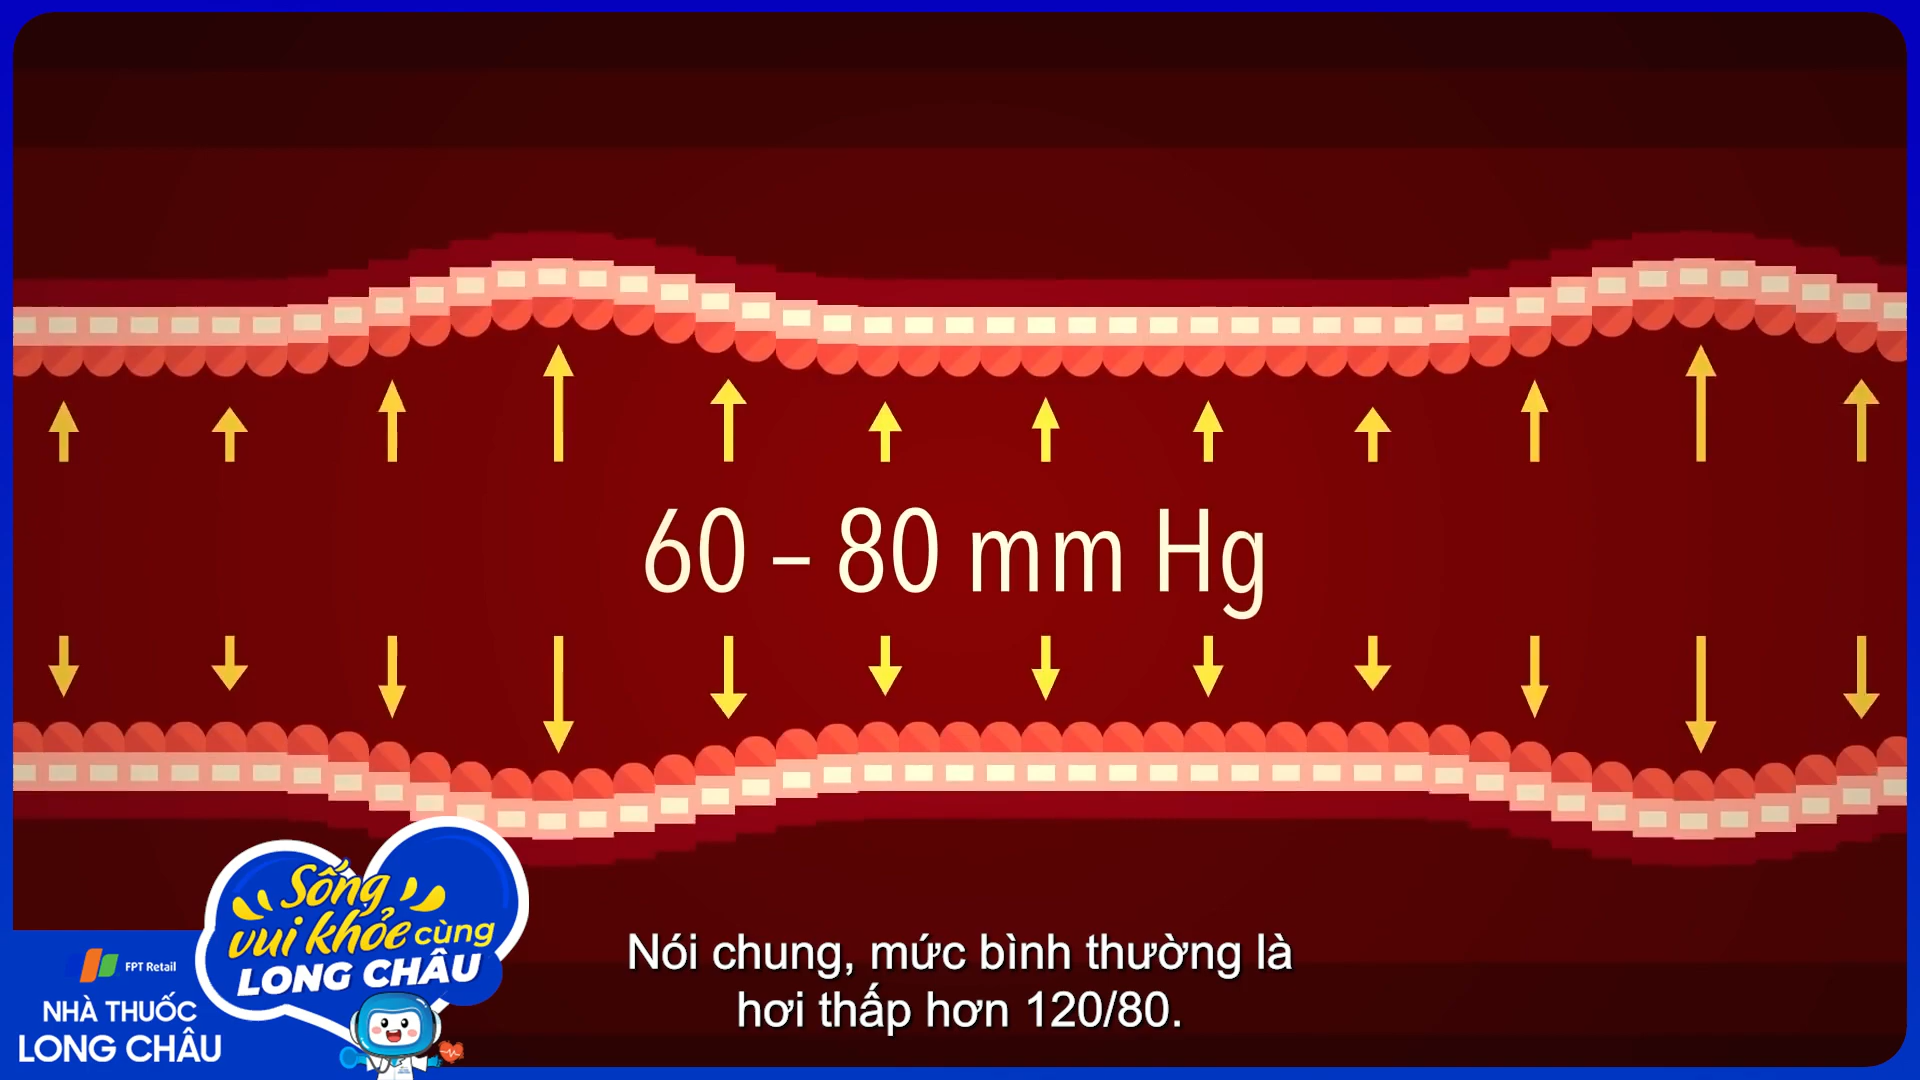 60 – 80 mm Hg
Sống
vui khỏe cùng
LONG CHÂU
FPT Retail
NHÀ THUỐC
LONG CHÂU
Nói chung, mức bình thường là
hơi thấp hơn 120/80.